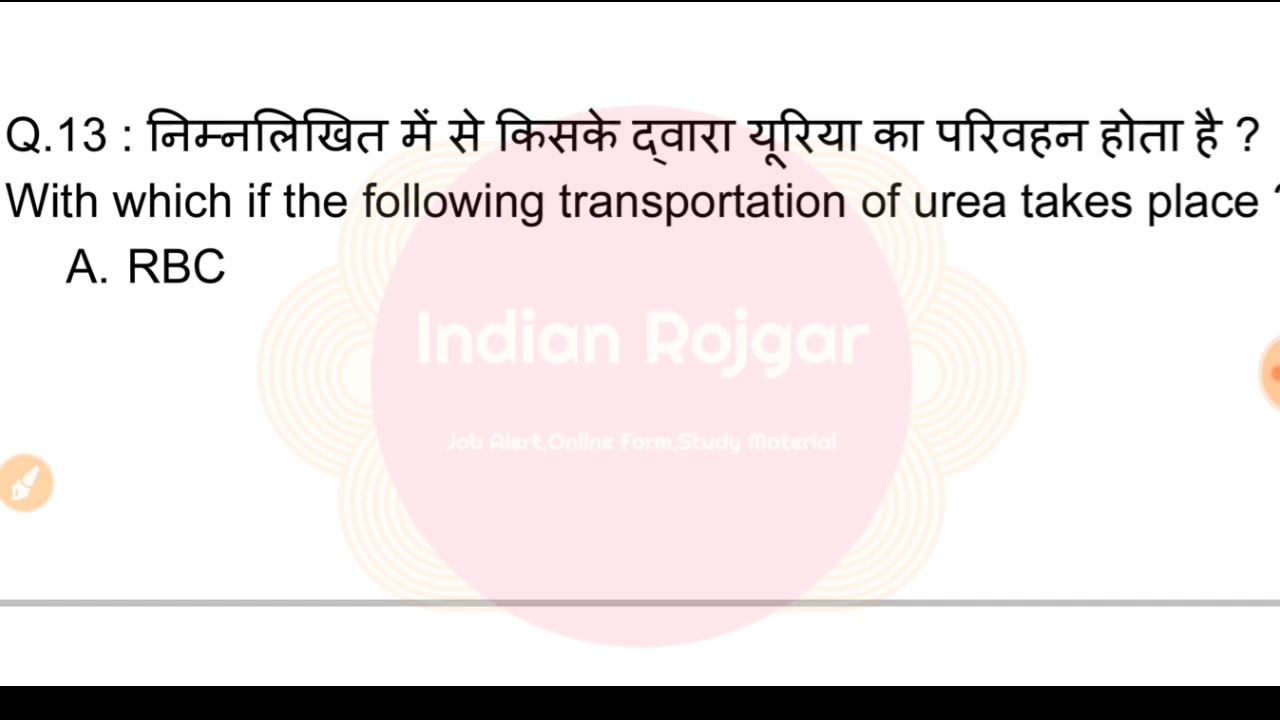 Q.13 : निम्नलिखित में से किसके द्वारा यूरिया का परिवहन होता है ?
With which if the following transportation of urea takes place ?
A. RBC
Indian Rojgar
Job Alert,Online Form,Study Material